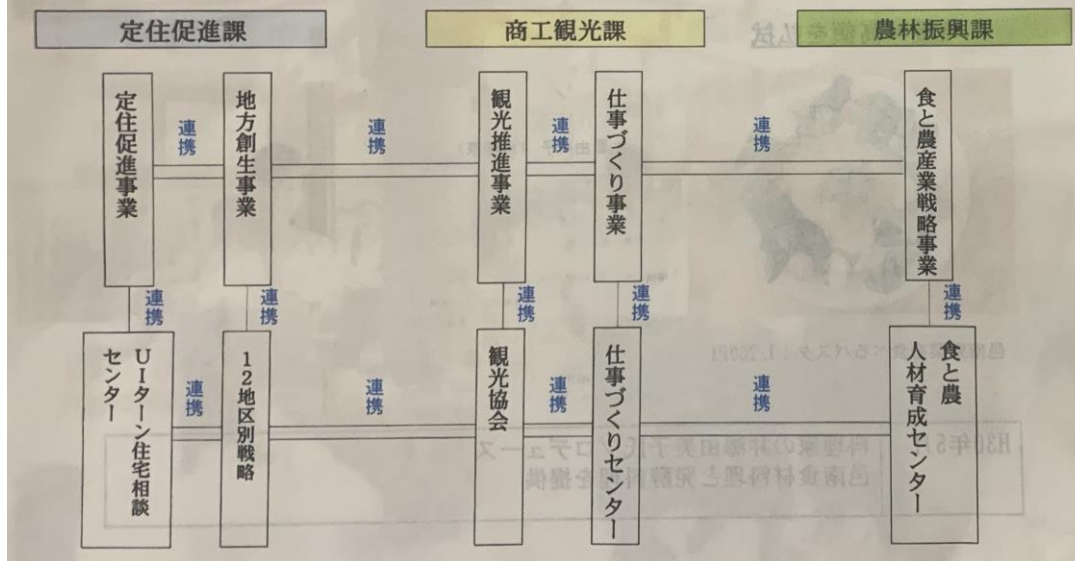 定住促進課
商工観光課
農林振興課
定住促進事業
連携
地方創生事業
連携
観光推進事業
連携
仕事づくり事業
連携
食と農産業戦略事業
連携
連携
連携
連携
連携
UIターン住宅相談
センター
連携
12地区別戦略
連携
観光協会
連携
仕事づくりセンター
連携
食と農
人材育成センター